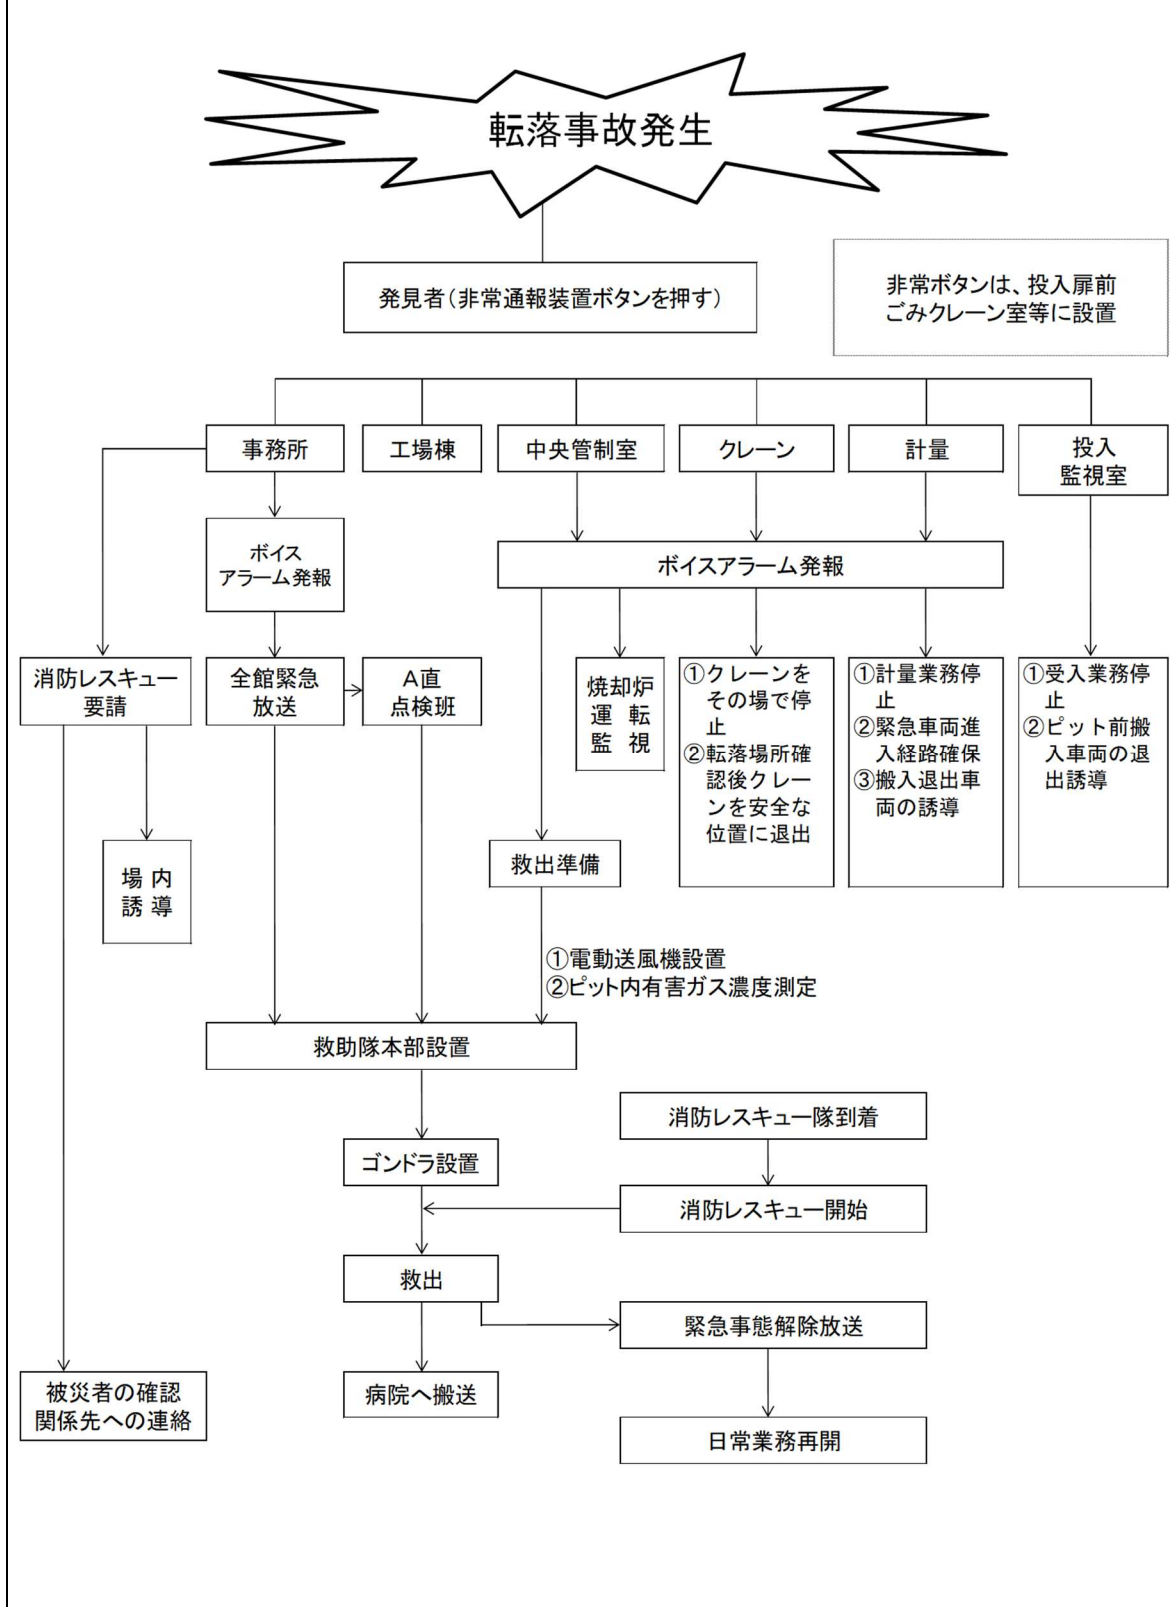 転落事故発生
発見者（非常通報装置ボタンを押す）
非常ボタンは、投入扉前
ごみクレーン室等に設置
事務所
工場棟
中央管制室
クレーン
計量
投入
監視室
ボイス
アラーム発報
ボイスアラーム発報
消防レスキュー
要請
全館緊急
放送
Ａ直
点検班
焼却炉
運転
監視
①クレーンを
その場で停
止
②転落場所確
認後クレー
ンを安全な
位置に退出
①計量業務停
止
②緊急車両進
入経路確保
③搬入退出車
両の誘導
①受入業務停
止
②ピット前搬
入車両の退
出誘導
場内
誘導
救出準備
①電動送風機設置
②ピット内有害ガス濃度測定
救助隊本部設置
消防レスキュー隊到着
ゴンドラ設置
消防レスキュー開始
救出
緊急事態解除放送
被災者の確認
関係先への連絡
病院へ搬送
日常業務再開